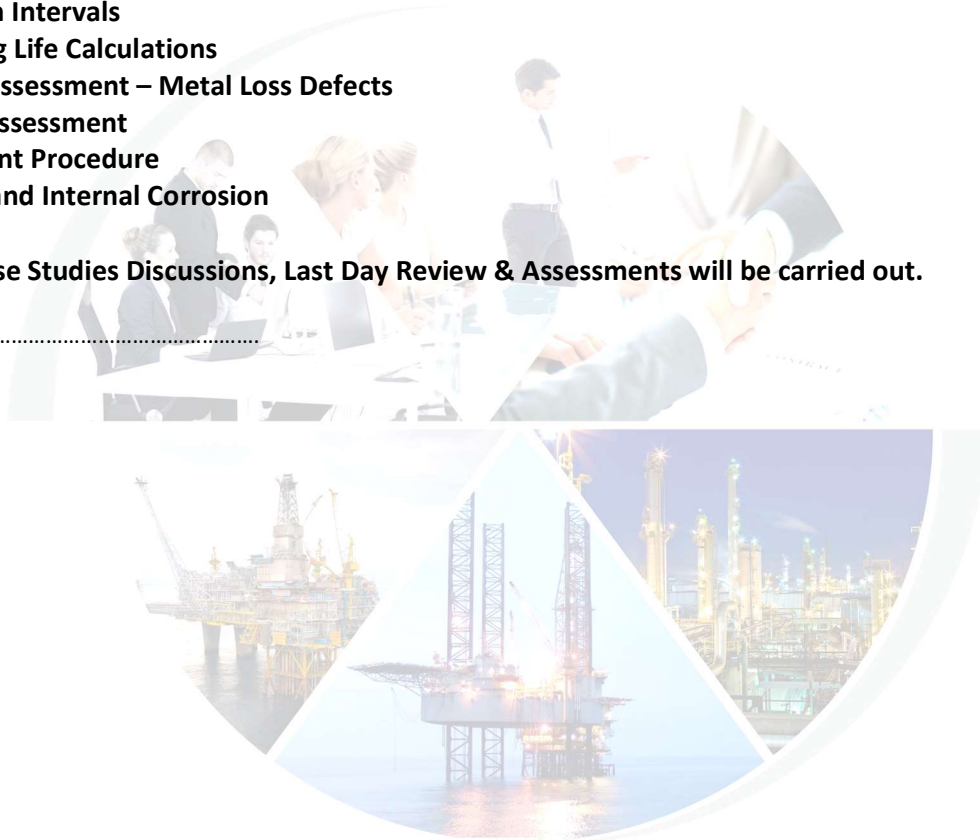 n Intervals
g Life Calculations
ssessment – Metal Loss Defects
ssessment
nt Procedure
and Internal Corrosion
se Studies Discussions, Last Day Review & Assessments will be carried out.
…………………………………………….